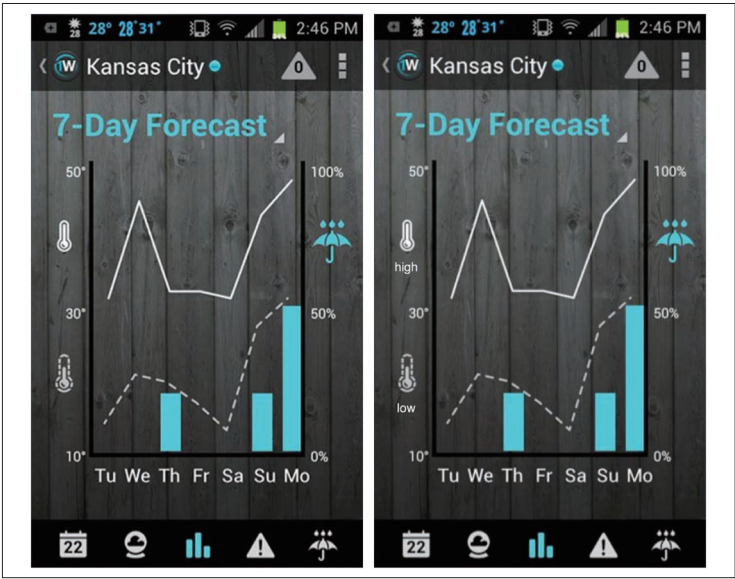 28° 28°31° 2:46 PM
28
W Kansas City 0
7-Day Forecast
50° 100%
30° 50%
10° 0%
Tu We Th Fr Sa Su Mo
22
28° 28°31° 2:46 PM
28
W Kansas City 0
7-Day Forecast
50° 100%
high
30° 50%
low
10° 0%
Tu We Th Fr Sa Su Mo
22